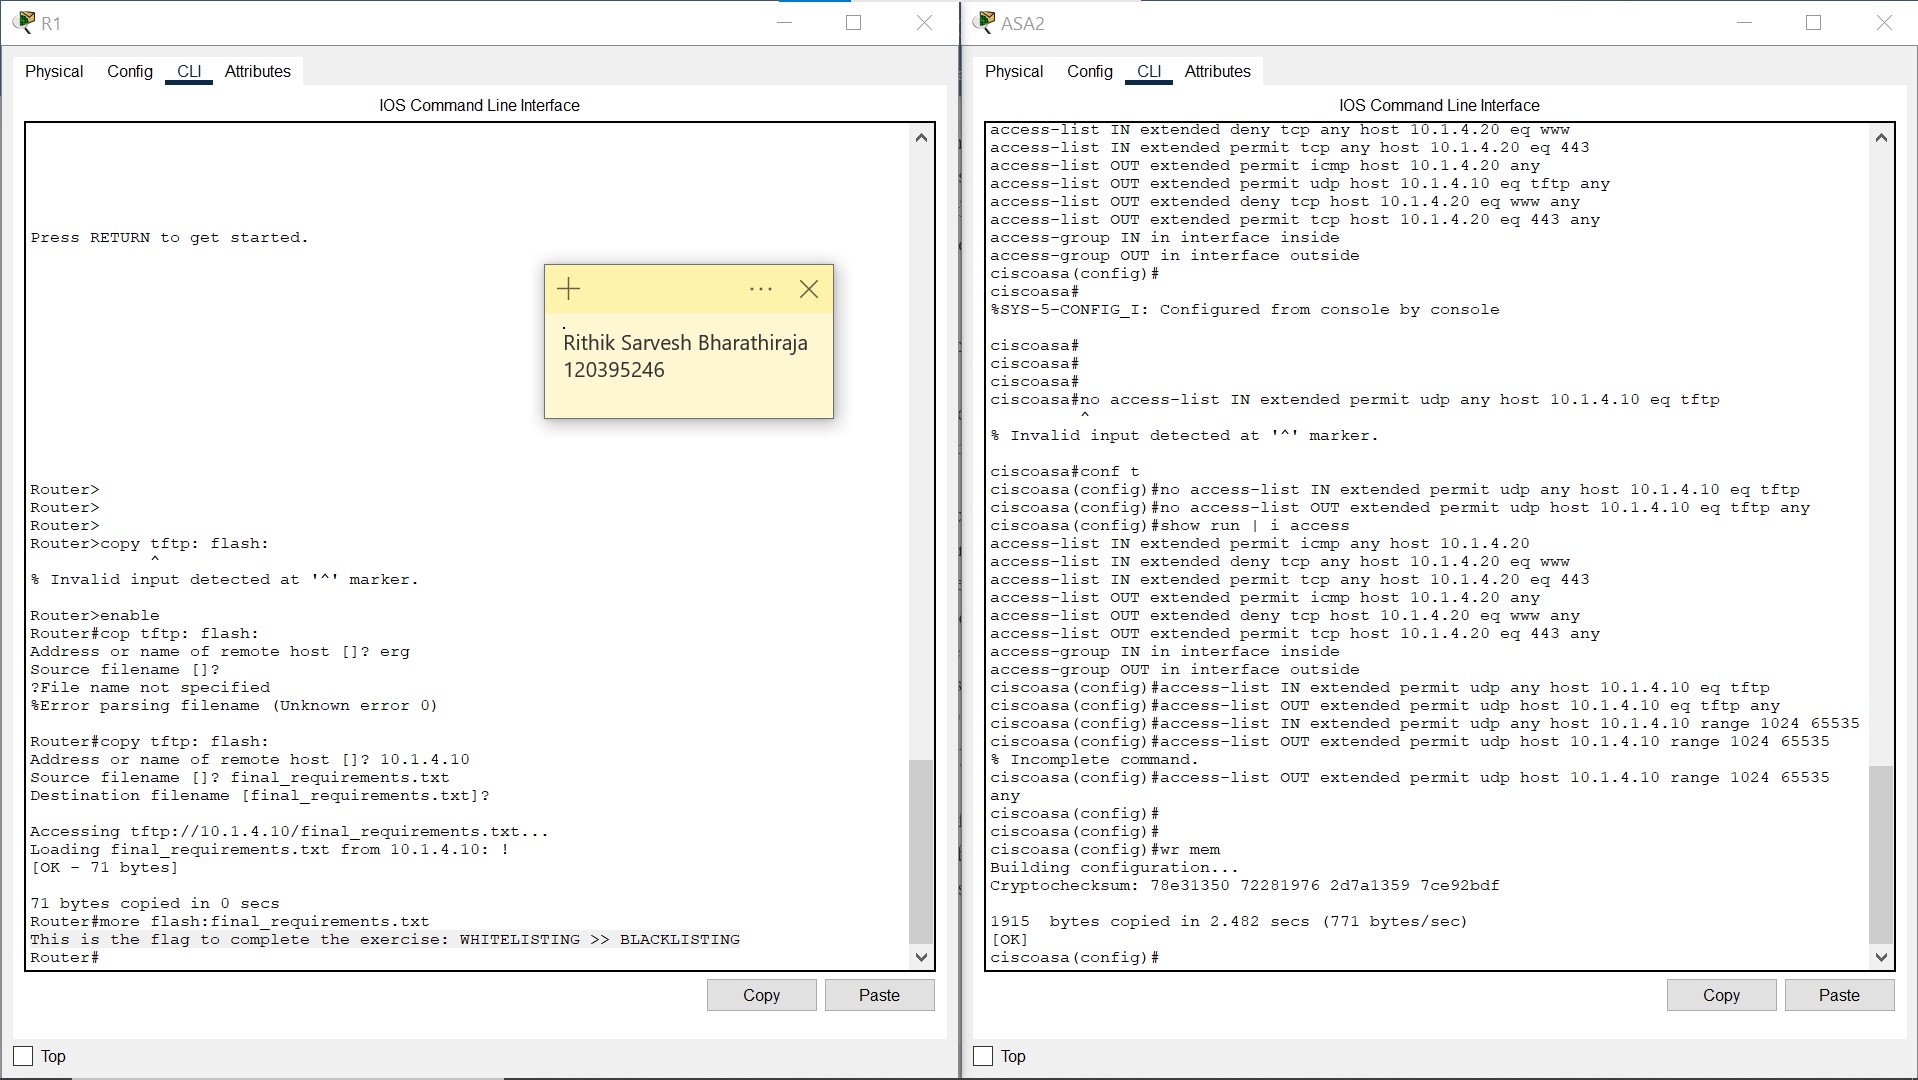 R1
Physical Config CLI Attributes
IOS Command Line Interface
Press RETURN to get started.
Router>
Router>
Router>
Router>copy tftp: flash:
^
% Invalid input detected at '^' marker.
Router>enable
Router#cop tftp: flash:
Address or name of remote host []? erg
Source filename []?
?File name not specified
%Error parsing filename (Unknown error 0)
Router#copy tftp: flash:
Address or name of remote host []? 10.1.4.10
Source filename []? final_requirements.txt
Destination filename [final_requirements.txt]?
Accessing tftp://10.1.4.10/final_requirements.txt...
Loading final_requirements.txt from 10.1.4.10: !
[OK - 71 bytes]
71 bytes copied in 0 secs
Router#more flash:final_requirements.txt
This is the flag to complete the exercise: WHITELISTING >> BLACKLISTING
Router#
Copy Paste
Top
.
Rithik Sarvesh Bharathiraja
120395246
ASA2
Physical Config CLI Attributes
IOS Command Line Interface
access-list IN extended deny tcp any host 10.1.4.20 eq www
access-list IN extended permit tcp any host 10.1.4.20 eq 443
access-list OUT extended permit icmp host 10.1.4.20 any
access-list OUT extended permit udp host 10.1.4.10 eq tftp any
access-list OUT extended deny tcp host 10.1.4.20 eq www any
access-list OUT extended permit tcp host 10.1.4.20 eq 443 any
access-group IN in interface inside
access-group OUT in interface outside
ciscoasa(config)#
ciscoasa#
%SYS-5-CONFIG_I: Configured from console by console
ciscoasa#
ciscoasa#
ciscoasa#
ciscoasa#no access-list IN extended permit udp any host 10.1.4.10 eq tftp
^
% Invalid input detected at '^' marker.
ciscoasa#conf t
ciscoasa(config)#no access-list IN extended permit udp any host 10.1.4.10 eq tftp
ciscoasa(config)#no access-list OUT extended permit udp host 10.1.4.10 eq tftp any
ciscoasa(config)#show run | i access
access-list IN extended permit icmp any host 10.1.4.20
access-list IN extended deny tcp any host 10.1.4.20 eq www
access-list IN extended permit tcp any host 10.1.4.20 eq 443
access-list OUT extended permit icmp host 10.1.4.20 any
access-list OUT extended deny tcp host 10.1.4.20 eq www any
access-list OUT extended permit tcp host 10.1.4.20 eq 443 any
access-group IN in interface inside
access-group OUT in interface outside
ciscoasa(config)#access-list IN extended permit udp any host 10.1.4.10 eq tftp
ciscoasa(config)#access-list OUT extended permit udp host 10.1.4.10 eq tftp any
ciscoasa(config)#access-list IN extended permit udp any host 10.1.4.10 range 1024 65535
ciscoasa(config)#access-list OUT extended permit udp host 10.1.4.10 range 1024 65535
% Incomplete command.
ciscoasa(config)#access-list OUT extended permit udp host 10.1.4.10 range 1024 65535
any
ciscoasa(config)#
ciscoasa(config)#
ciscoasa(config)#wr mem
Building configuration...
Cryptochecksum: 78e31350 72281976 2d7a1359 7ce92bdf
1915 bytes copied in 2.482 secs (771 bytes/sec)
[OK]
ciscoasa(config)#
Copy Paste
Top